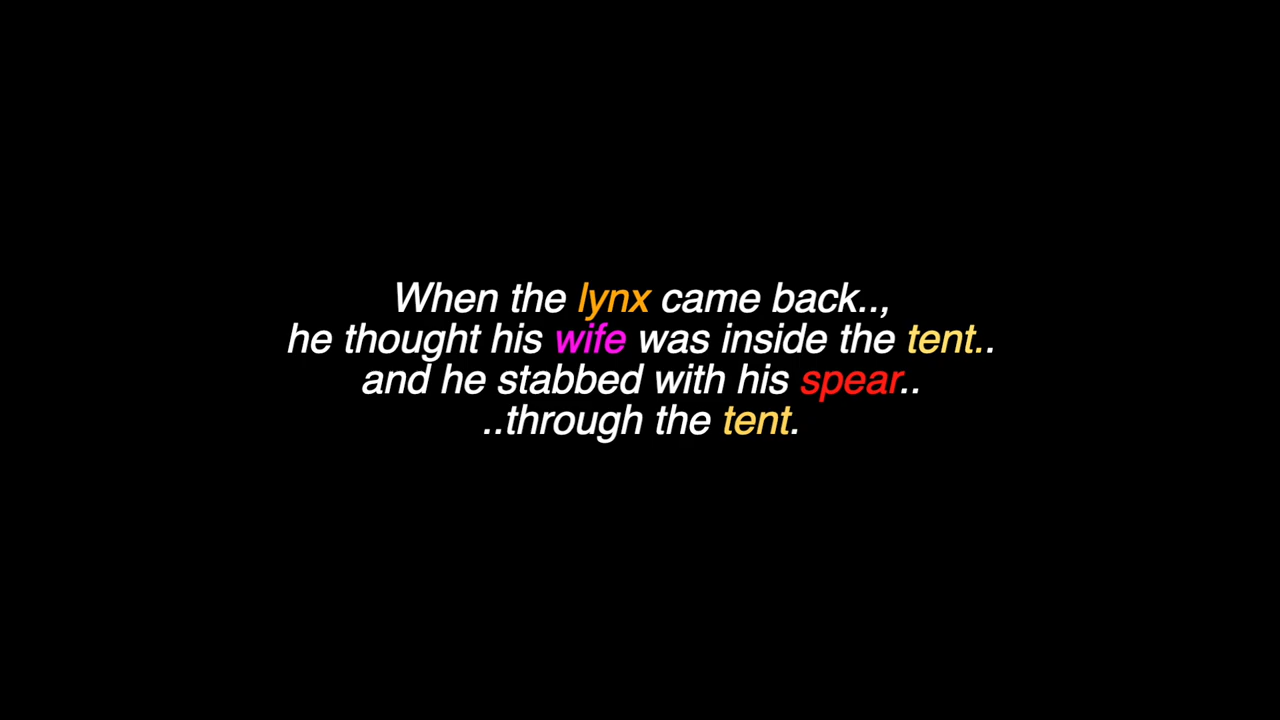 When the lynx came back..,
he thought his wife was inside the tent..
and he stabbed with his spear..
..through the tent.